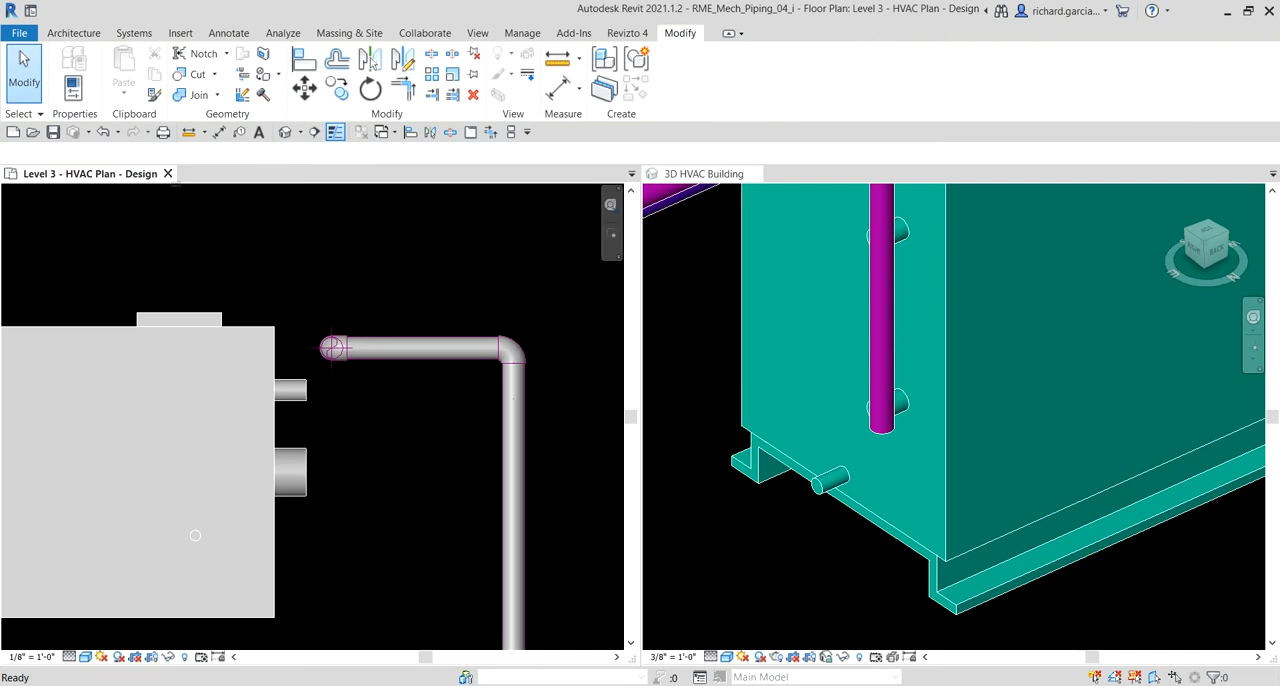 Autodesk Revit 2021.1.2 - RME_Mech_Piping_04_i - Floor Plan: Level 3 - HVAC Plan - Design
richard.garcia...
File Architecture Systems Insert Annotate Analyze Massing & Site Collaborate View Manage Add-Ins Revizto 4 Modify
Notch
Cut
Join
Modify
Paste
Select Properties Clipboard Geometry Modify View Measure Create
Level 3 - HVAC Plan - Design
3D HVAC Building
BACK
1/8" = 1'-0"
3/8" = 1'-0"
Ready
:0
Main Model
:0